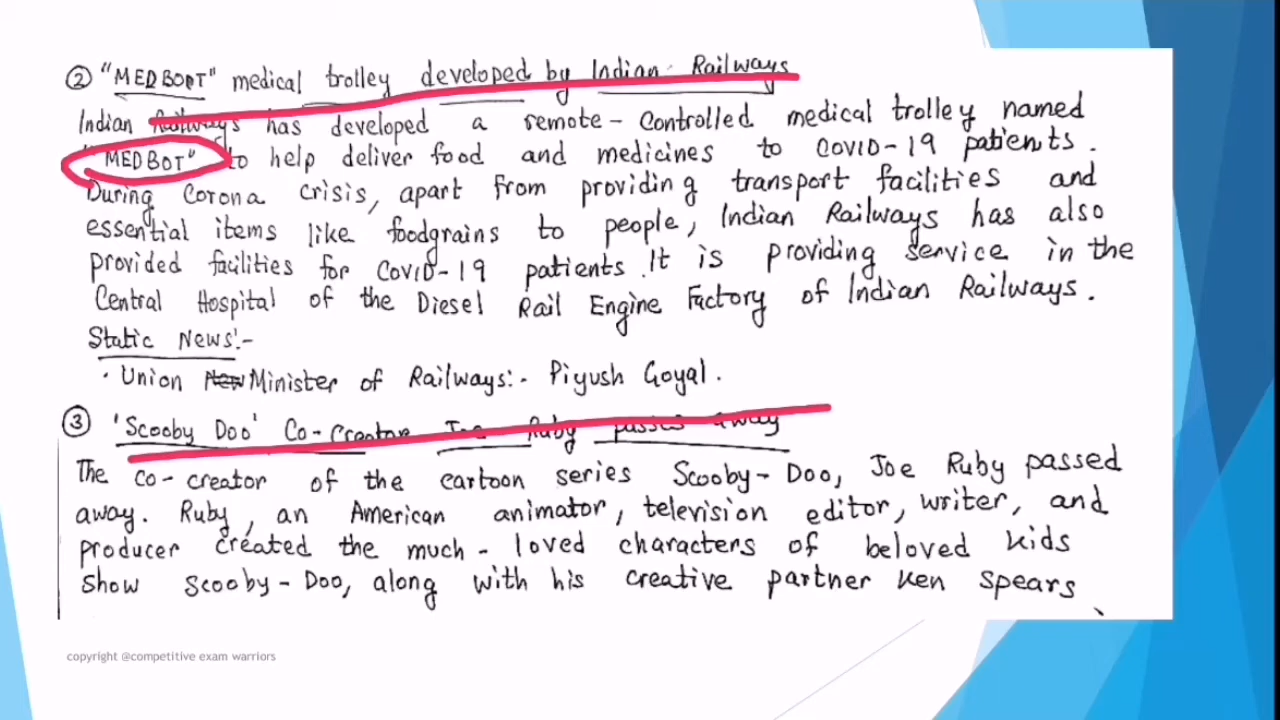 ② "MEDBOOT" medical trolley developed by Indian Railways
Indian Railways has developed a remote-controlled medical trolley named
"MEDBOT" to help deliver food and medicines to COVID-19 patients.
During Corona crisis, apart from providing transport facilities and
essential items like foodgrains to people, Indian Railways has also
provided facilities for COVID-19 patients. It is providing service in the
Central Hospital of the Diesel Rail Engine Factory of Indian Railways.
Static News:-
· Union New Minister of Railways:- Piyush Goyal.
③ 'Scooby Doo' Co-Creator Joe Ruby passes away
The co-creator of the cartoon series Scooby-Doo, Joe Ruby passed
away. Ruby, an American animator, television editor, writer, and
producer created the much-loved characters of beloved kids
show Scooby-Doo, along with his creative partner Ken Spears
copyright @competitive exam warriors